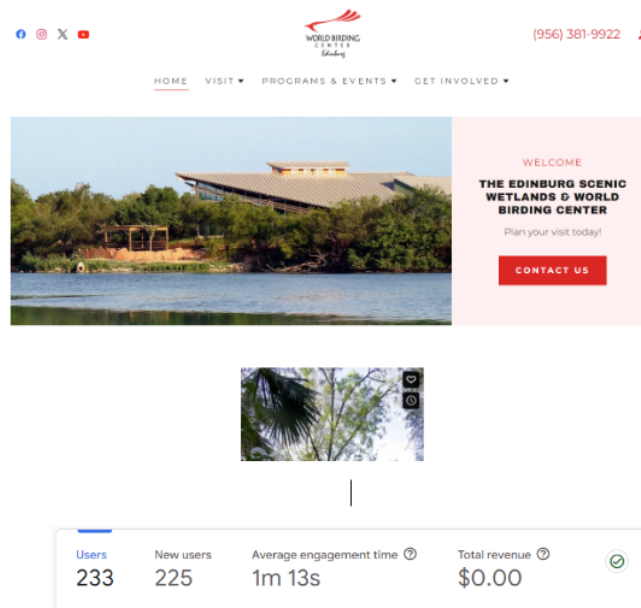 WORLD BIRDING
CENTER
Edinburg
(956) 381-9922
HOME VISIT PROGRAMS & EVENTS GET INVOLVED
WELCOME
THE EDINBURG SCENIC
WETLANDS & WORLD
BIRDING CENTER
Plan your visit today!
CONTACT US
Users New users Average engagement time Total revenue
233 225 1m 13s $0.00